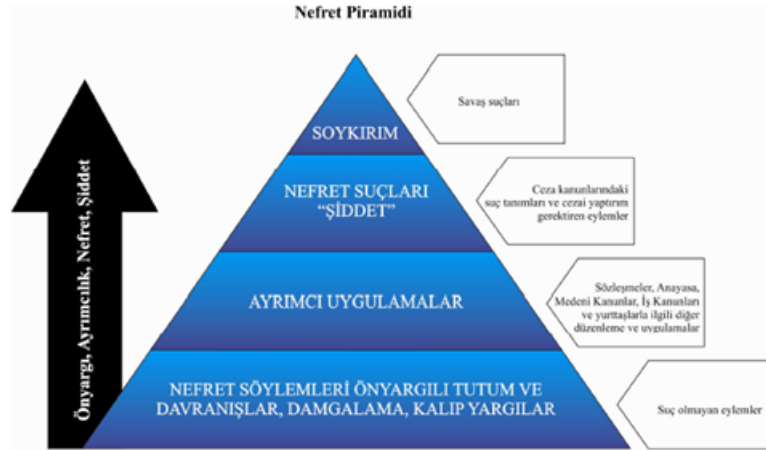 Nefret Piramidi
Önyargı, Ayrımcılık, Nefret, Şiddet
SOYKIRIM
Savaş suçları
NEFRET SUÇLARI
“ŞİDDET”
Ceza kanunlarındaki
suç tanımları ve cezai yaptırım
gerektiren eylemler
AYRIMCI UYGULAMALAR
Sözleşmeler, Anayasa,
Medeni Kanunlar, İş Kanunları
ve yurttaşlarla ilgili diğer
düzenleme ve uygulamalar
NEFRET SÖYLEMLERİ ÖNYARGILI TUTUM VE
DAVRANIŞLAR, DAMGALAMA, KALIP YARGILAR
Suç olmayan eylemler